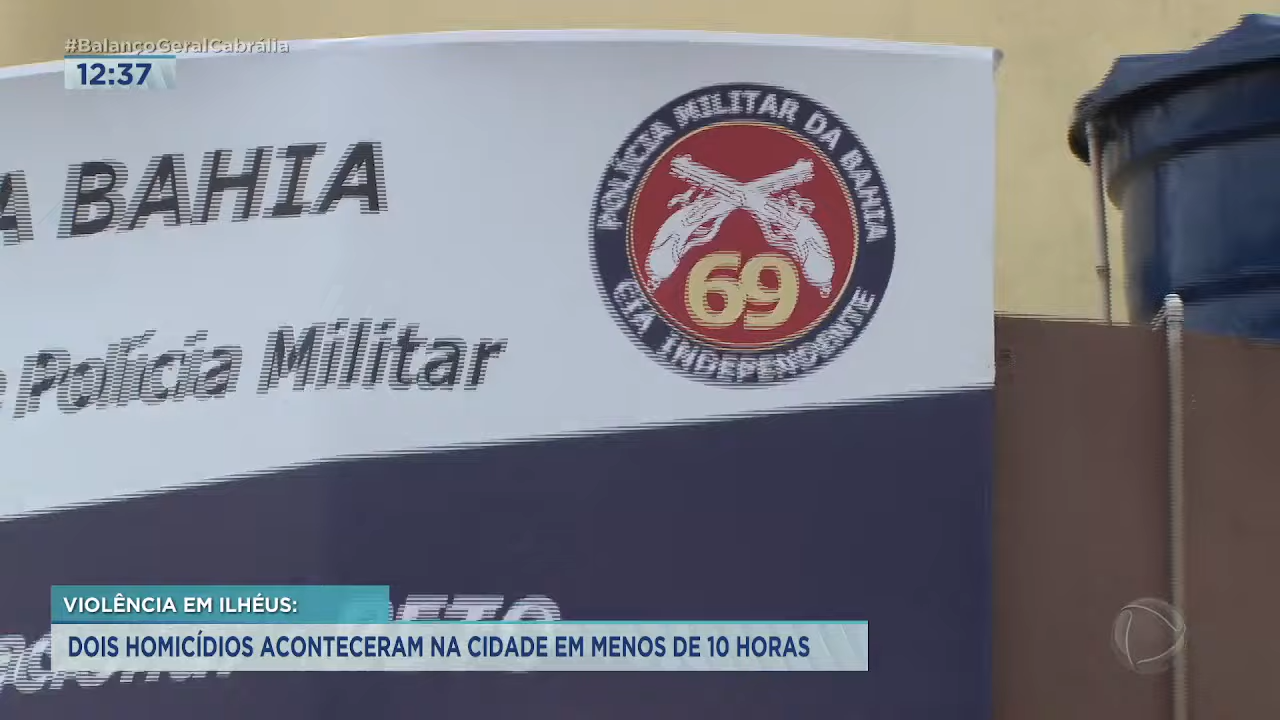 #BalançoGeralCabrália
12:37
A BAHIA
Polícia Militar
POLÍCIA MILITAR DA BAHIA
69
CIA INDEPENDENTE
VIOLÊNCIA EM ILHÉUS:
DOIS HOMICÍDIOS ACONTECERAM NA CIDADE EM MENOS DE 10 HORAS